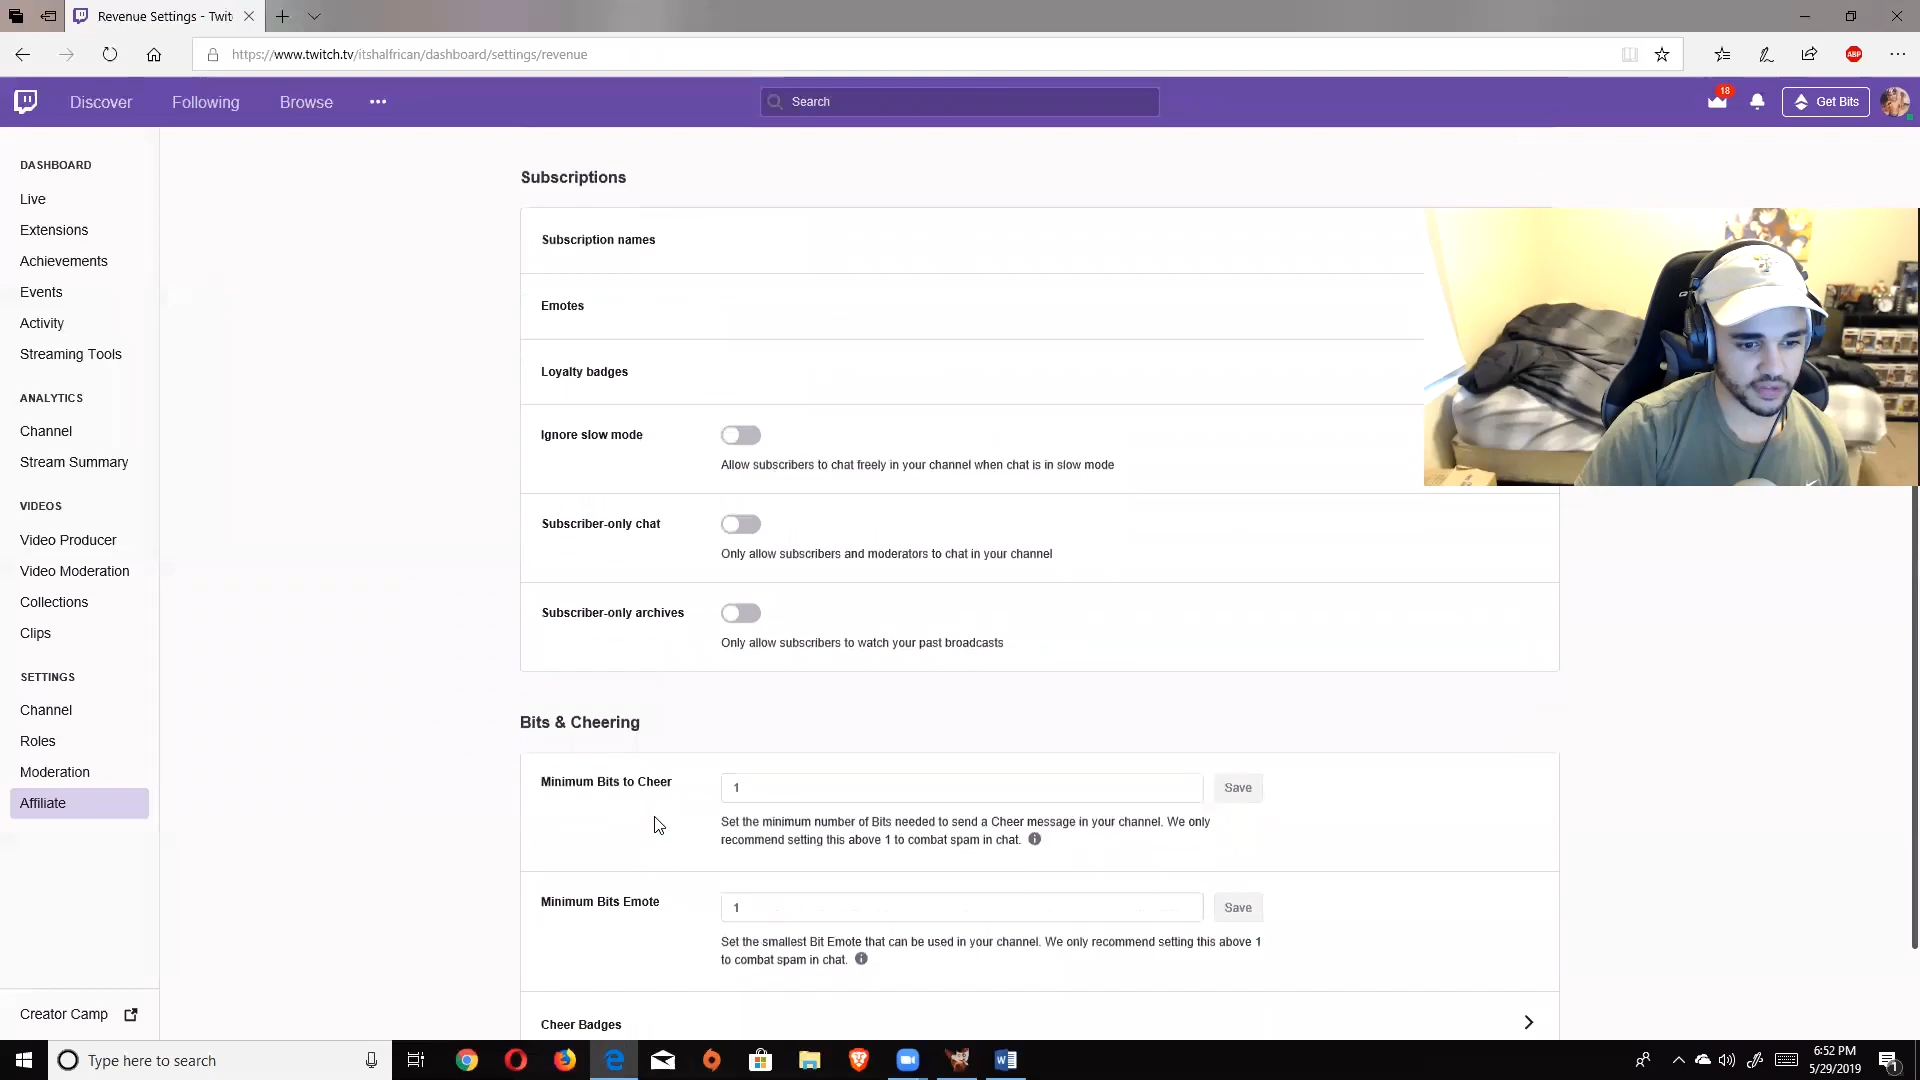 Revenue Settings - Twit
https://www.twitch.tv/itshalfrican/dashboard/settings/revenue
ABP
Discover
Following
Browse
Search
18
Get Bits
DASHBOARD
Live
Extensions
Achievements
Events
Activity
Streaming Tools
ANALYTICS
Channel
Stream Summary
VIDEOS
Video Producer
Video Moderation
Collections
Clips
SETTINGS
Channel
Roles
Moderation
Affiliate
Creator Camp
Subscriptions
Subscription names
Emotes
Loyalty badges
Ignore slow mode
Allow subscribers to chat freely in your channel when chat is in slow mode
Subscriber-only chat
Only allow subscribers and moderators to chat in your channel
Subscriber-only archives
Only allow subscribers to watch your past broadcasts
Bits & Cheering
Minimum Bits to Cheer
1
Save
Set the minimum number of Bits needed to send a Cheer message in your channel. We only
recommend setting this above 1 to combat spam in chat.
Minimum Bits Emote
1
Save
Set the smallest Bit Emote that can be used in your channel. We only recommend setting this above 1
to combat spam in chat.
Cheer Badges
Type here to search
6:52 PM
5/29/2019
1